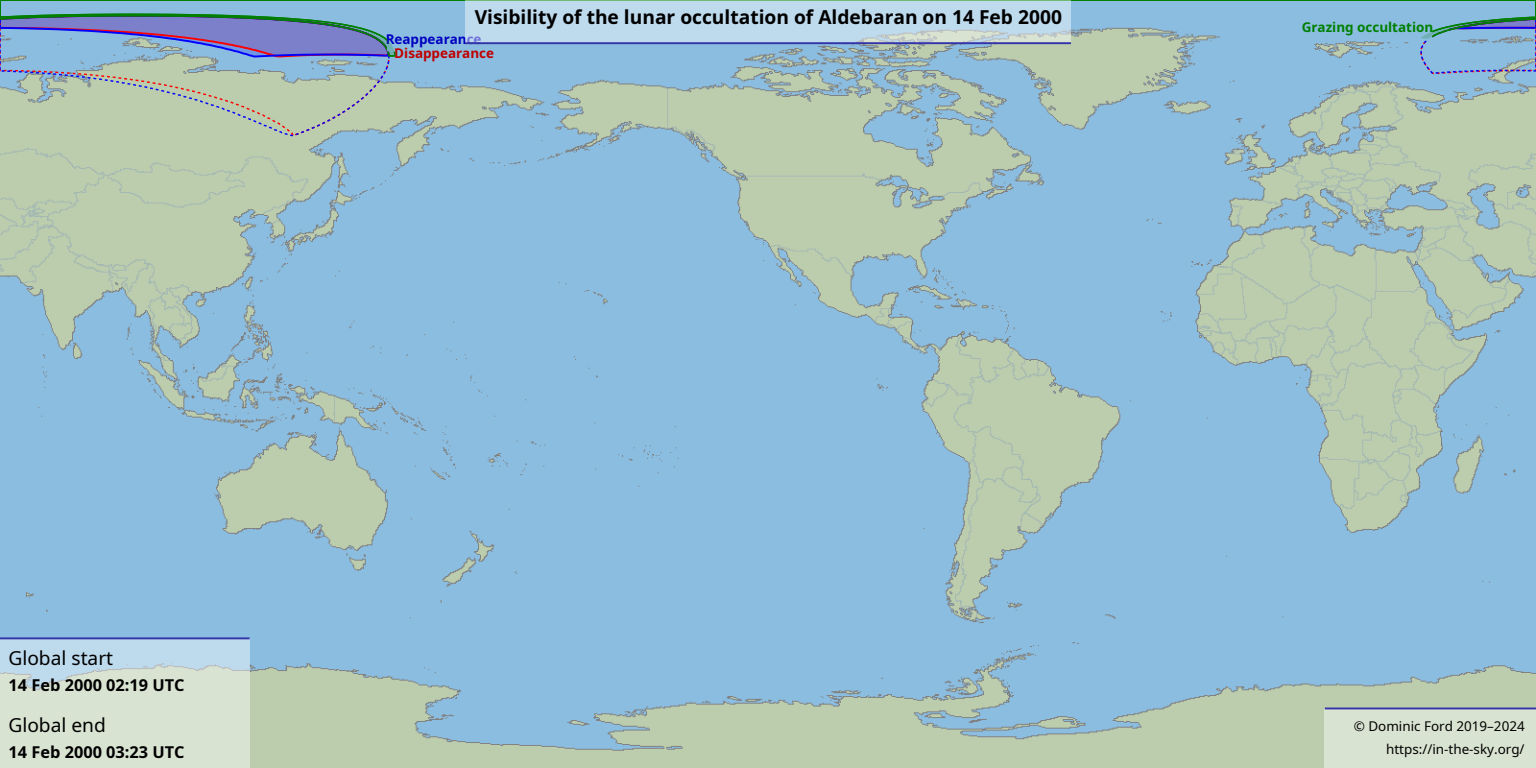 Visibility of the lunar occultation of Aldebaran on 14 Feb 2000
Grazing occultation
Reappearance
Disappearance
Global start
14 Feb 2000 02:19 UTC
Global end
14 Feb 2000 03:23 UTC
© Dominic Ford 2019–2024
https://in-the-sky.org/